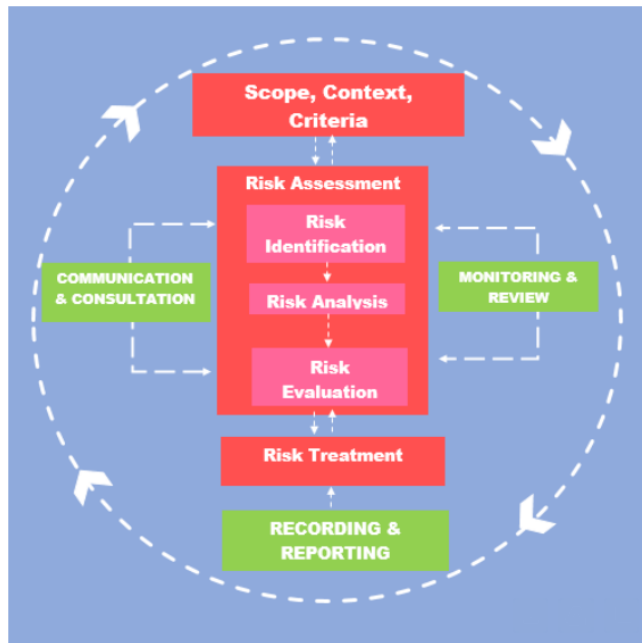 Scope, Context,
Criteria
Risk Assessment
Risk
Identification
COMMUNICATION
& CONSULTATION
MONITORING &
REVIEW
Risk Analysis
Risk
Evaluation
Risk Treatment
RECORDING &
REPORTING